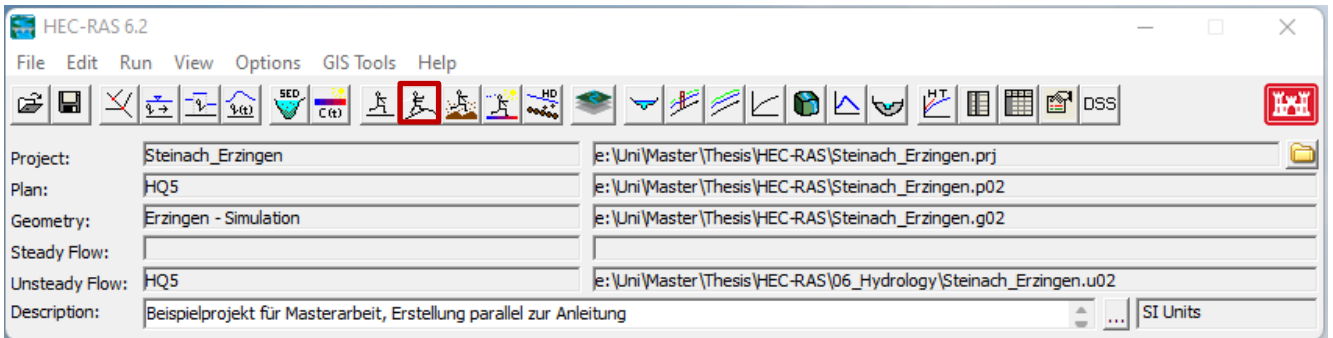 HEC-RAS 6.2
File Edit Run View Options GIS Tools Help
SED C(t) HD H.T. DSS
Project: Steinach_Erzingen e:\Uni\Master\Thesis\HEC-RAS\Steinach_Erzingen.prj
Plan: HQ5 e:\Uni\Master\Thesis\HEC-RAS\Steinach_Erzingen.p02
Geometry: Erzingen - Simulation e:\Uni\Master\Thesis\HEC-RAS\Steinach_Erzingen.g02
Steady Flow:
Unsteady Flow: HQ5 e:\Uni\Master\Thesis\HEC-RAS\06_Hydrology\Steinach_Erzingen.u02
Description: Beispielprojekt für Masterarbeit, Erstellung parallel zur Anleitung ... SI Units